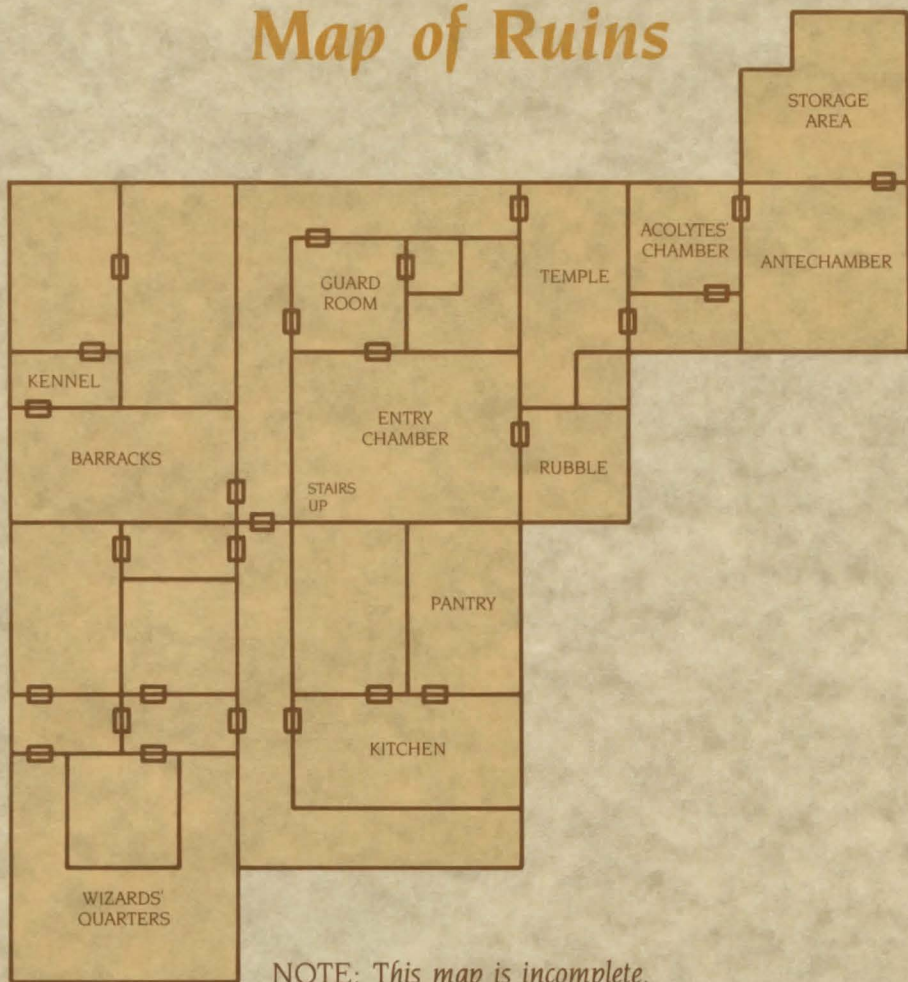 Map of Ruins
STORAGE
AREA
ACOLYTES'
CHAMBER
ANTECHAMBER
TEMPLE
GUARD
ROOM
KENNEL
ENTRY
CHAMBER
BARRACKS
RUBBLE
STAIRS
UP
PANTRY
KITCHEN
WIZARDS'
QUARTERS
NOTE: This map is incomplete.